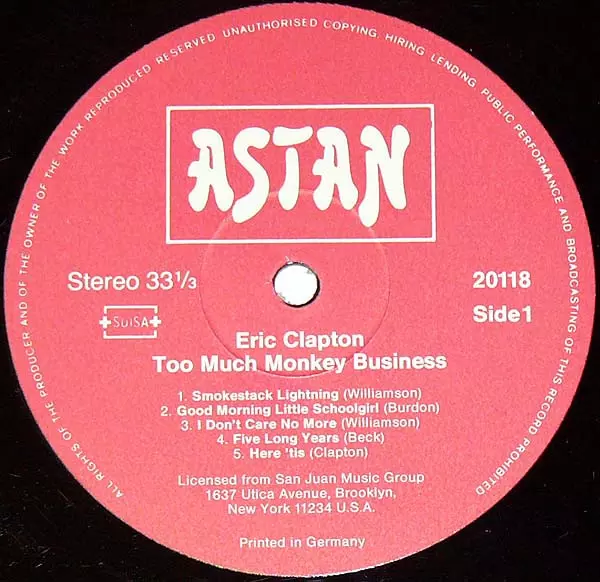 ALL RIGHTS OF THE PRODUCER AND OF THE OWNER OF THE WORK REPRODUCED RESERVED. UNAUTHORISED COPYING, HIRING, LENDING, PUBLIC PERFORMANCE AND BROADCASTING OF THIS RECORD PROHIBITED
ASTAN
Stereo 33 1/3
20118
SUISA
Side 1
Eric Clapton
Too Much Monkey Business
1. Smokestack Lightning (Williamson)
2. Good Morning Little Schoolgirl (Burdon)
3. I Don't Care No More (Williamson)
4. Five Long Years (Beck)
5. Here 'tis (Clapton)
Licensed from San Juan Music Group
1637 Utica Avenue, Brooklyn,
New York 11234 U.S.A.
Printed in Germany